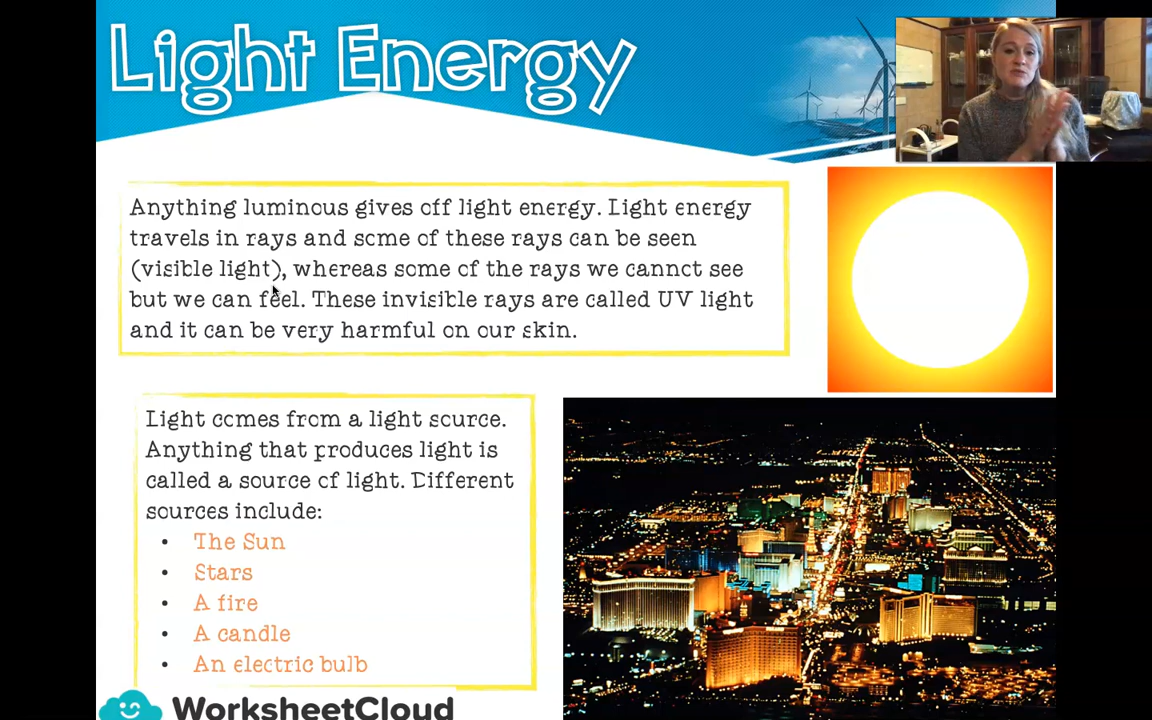 Light Energy
Anything luminous gives off light energy. Light energy
travels in rays and some of these rays can be seen
(visible light), whereas some of the rays we cannot see
but we can feel. These invisible rays are called UV light
and it can be very harmful on our skin.
Light comes from a light source.
Anything that produces light is
called a source of light. Different
sources include:
• The Sun
• Stars
• A fire
• A candle
• An electric bulb
WorksheetCloud